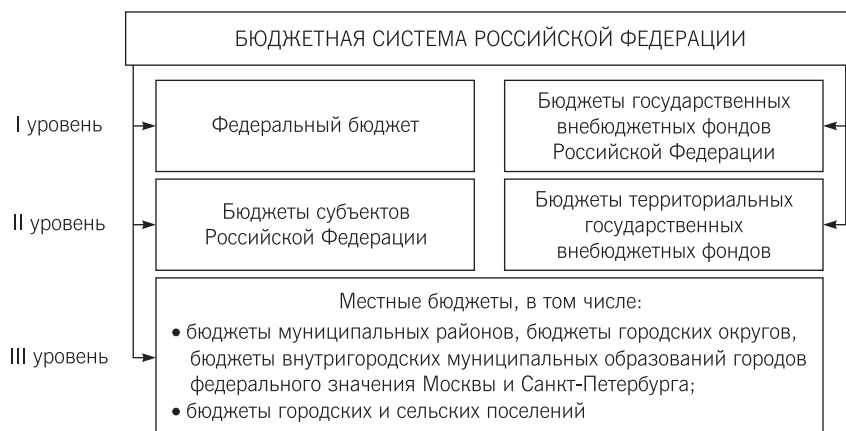 БЮДЖЕТНАЯ СИСТЕМА РОССИЙСКОЙ ФЕДЕРАЦИИ
I уровень
Федеральный бюджет
Бюджеты государственных
внебюджетных фондов
Российской Федерации
II уровень
Бюджеты субъектов
Российской Федерации
Бюджеты территориальных
государственных
внебюджетных фондов
III уровень
Местные бюджеты, в том числе:
• бюджеты муниципальных районов, бюджеты городских округов,
бюджеты внутригородских муниципальных образований городов
федерального значения Москвы и Санкт-Петербурга;
• бюджеты городских и сельских поселений